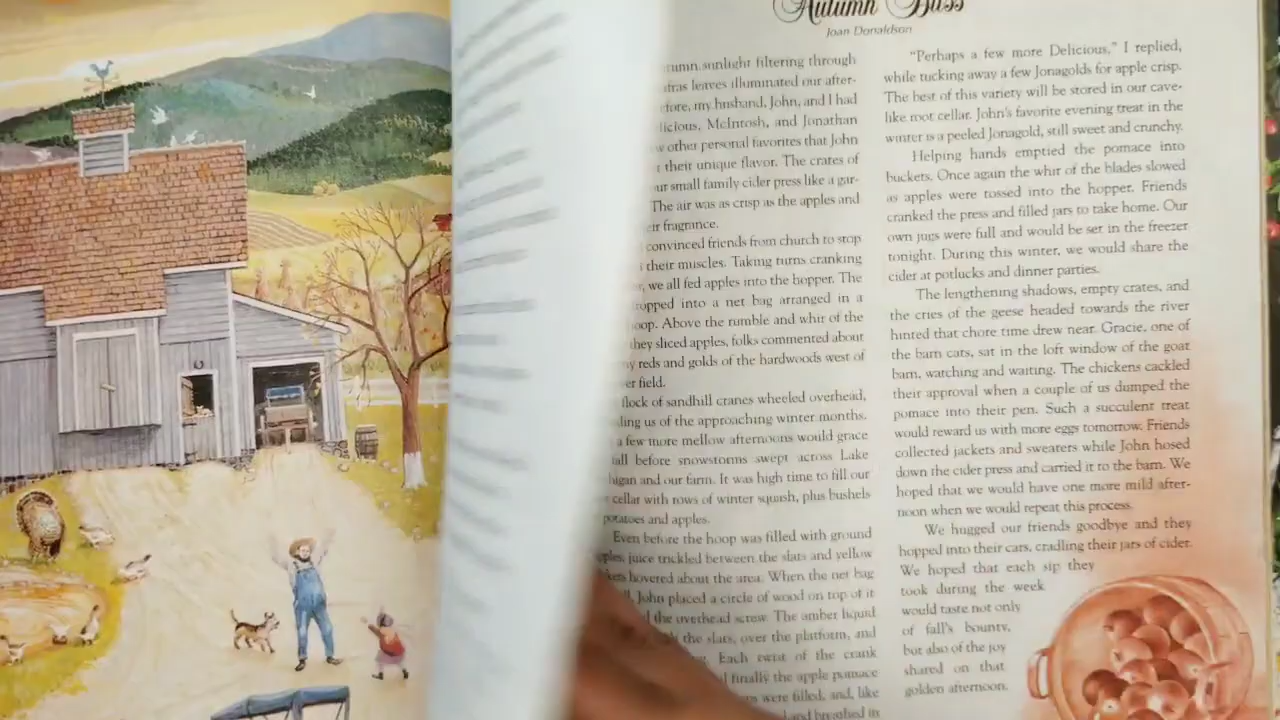 Autumn Bliss
Joan Donaldson
sunlight filtering through
leaves illuminated our after-
my husband, John, and I had
McIntosh, and Jonathan
other personal favorites that John
their unique flavor. The crates of
small family cider press like a gar-
The air was as crisp as the apples and
fragrance.
convinced friends from church to stop
their muscles. Taking turns cranking
we all fed apples into the hopper. The
into a net bag arranged in a
Above the rumble and whir of the
they sliced apples, folks commented about
reds and golds of the hardwoods west of
field.
flock of sandhill cranes wheeled overhead,
us of the approaching winter months.
a few more mellow afternoons would grace
before snowstorms swept across Lake
and our farm. It was high time to fill our
cellar with rows of winter squash, plus bushels
potatoes and apples.
Even before the hoop was filled with ground
juice trickled between the slats and yellow
hovered about the area. When the net bag
John placed a circle of wood on top of it
the overhead screw. The amber liquid
the slats, over the platform, and
Each twist of the crank
finally the apple pomace
were filled, and, like
and breathed in
"Perhaps a few more Delicious," I replied,
while tucking away a few Jonagolds for apple crisp.
The best of this variety will be stored in our cave-
like root cellar. John's favorite evening treat in the
winter is a peeled Jonagold, still sweet and crunchy.
Helping hands emptied the pomace into
buckets. Once again the whir of the blades slowed
as apples were tossed into the hopper. Friends
cranked the press and filled jars to take home. Our
own jugs were full and would be set in the freezer
tonight. During this winter, we would share the
cider at potlucks and dinner parties.
The lengthening shadows, empty crates, and
the cries of the geese headed towards the river
hinted that chore time drew near. Gracie, one of
the barn cats, sat in the loft window of the goat
barn, watching and waiting. The chickens cackled
their approval when a couple of us dumped the
pomace into their pen. Such a succulent treat
would reward us with more eggs tomorrow. Friends
collected jackets and sweaters while John hosed
down the cider press and carried it to the barn. We
hoped that we would have one more mild after-
noon when we would repeat this process.
We hugged our friends goodbye and they
hopped into their cars, cradling their jars of cider.
We hoped that each sip they
took during the week
would taste not only
of fall's bounty,
but also of the joy
shared on that
golden afternoon.